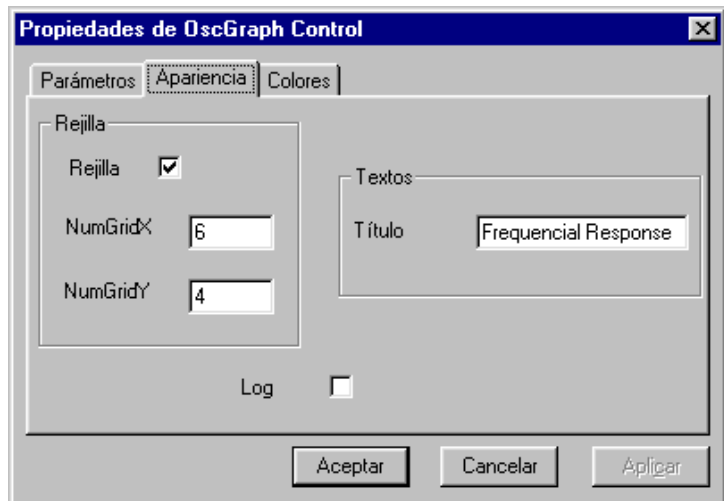 Propiedades de OscGraph Control
Parámetros Apariencia Colores
Rejilla
Rejilla
NumGridX 6
NumGridY 4
Textos
Título Frequencial Response
Log
Aceptar Cancelar Aplicar